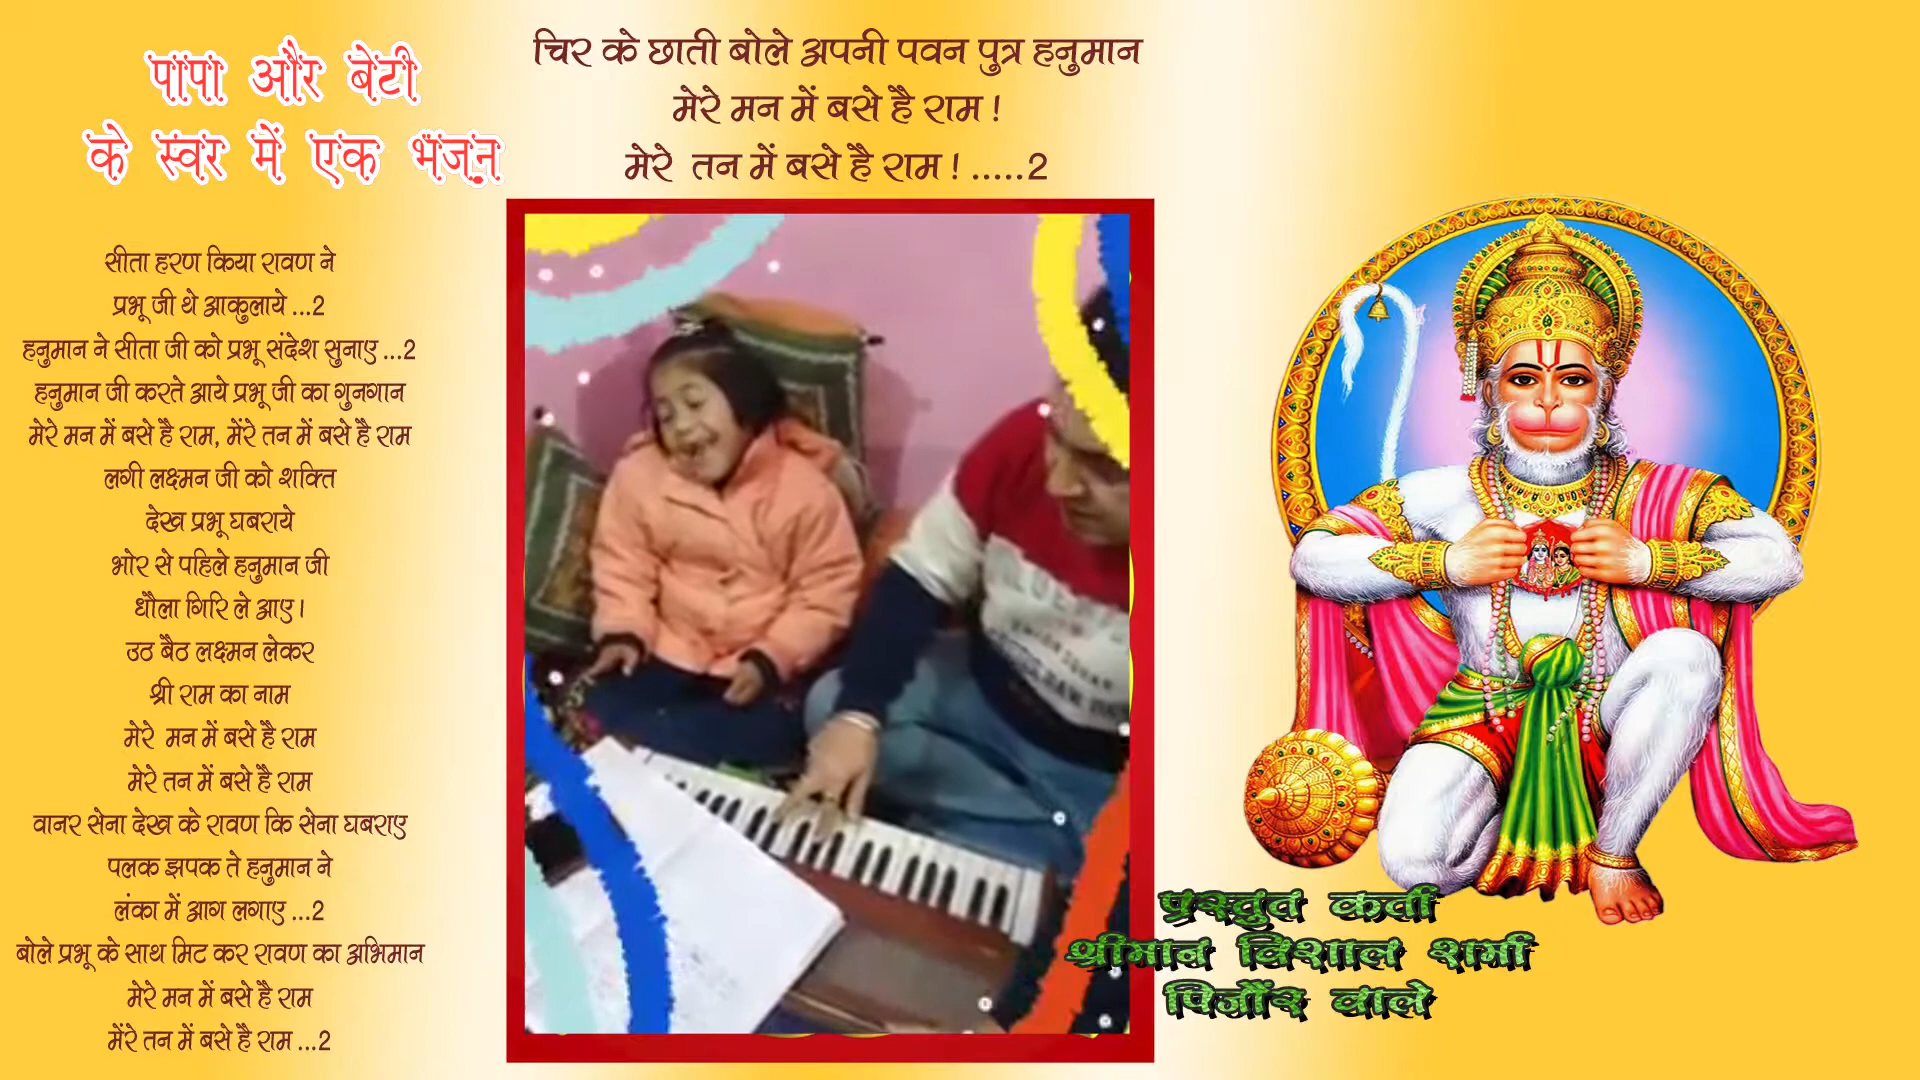 पापा और बेटी
के स्वर में एक भजन
चिर के छाती बोले अपनी पवन पुत्र हनुमान
मेरे मन में बसे है राम !
मेरे तन में बसे है राम ! .....2
सीता हरण किया रावण ने
प्रभू जी थे आकुलाये ...2
हनुमान ने सीता जी को प्रभू संदेश सुनाए ...2
हनुमान जी करते आये प्रभू जी का गुनगान
मेरे मन में बसे है राम, मेंरे तन में बसे है राम
लगी लक्ष्मन जी को शक्ति
देख प्रभू घबराये
भोर से पहिले हनुमान जी
धौला गिरि ले आए।
उठ बैठ लक्ष्मन लेकर
श्री राम का नाम
मेरे मन में बसे है राम
मेरे तन में बसे है राम
वानर सेना देख के रावण कि सेना घबराए
पलक झपक ते हनुमान ने
लंका में आग लगाए ...2
बोले प्रभू के साथ मिट कर रावण का अभिमान
मेरे मन में बसे है राम
मेंरे तन में बसे है राम ...2
प्रस्तुत कर्ता
श्रीमान विशाल शर्मा
पिंजौर वाले